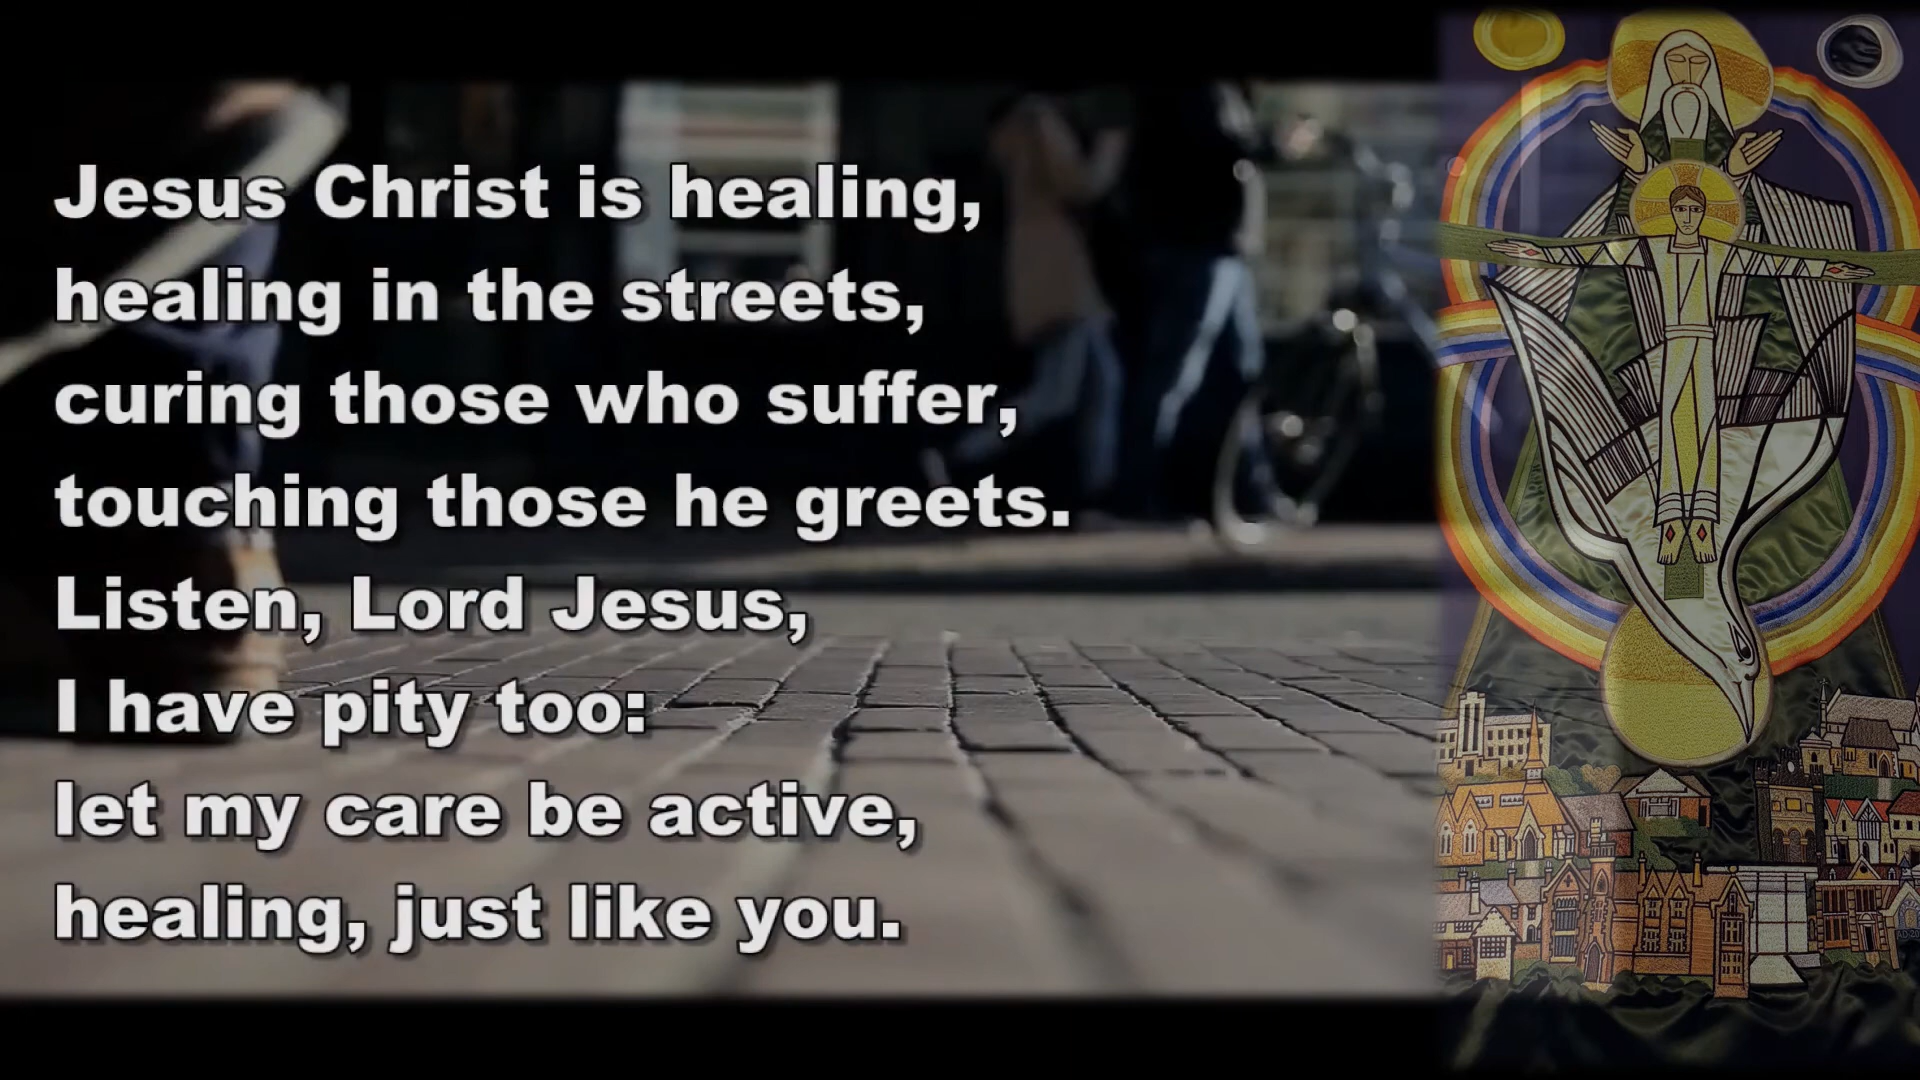 Jesus Christ is healing,
healing in the streets,
curing those who suffer,
touching those he greets.
Listen, Lord Jesus,
I have pity too:
let my care be active,
healing, just like you.